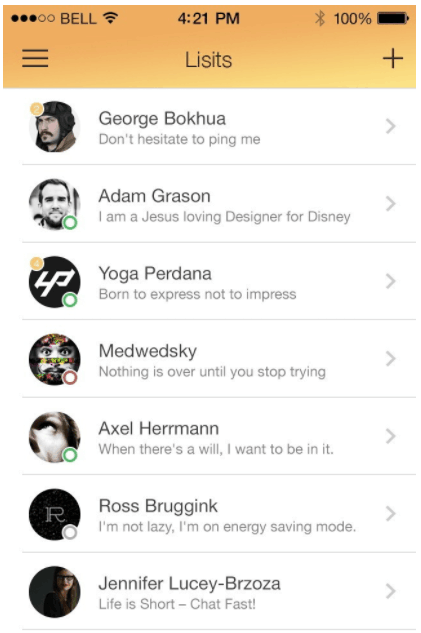 BELL 4:21 PM 100%
Lisits
2
George Bokhua
Don't hesitate to ping me
Adam Grason
I am a Jesus loving Designer for Disney
4
Yoga Perdana
Born to express not to impress
Medwedsky
Nothing is over until you stop trying
Axel Herrmann
When there's a will, I want to be in it.
R
Ross Bruggink
I'm not lazy, I'm on energy saving mode.
Jennifer Lucey-Brzoza
Life is Short – Chat Fast!